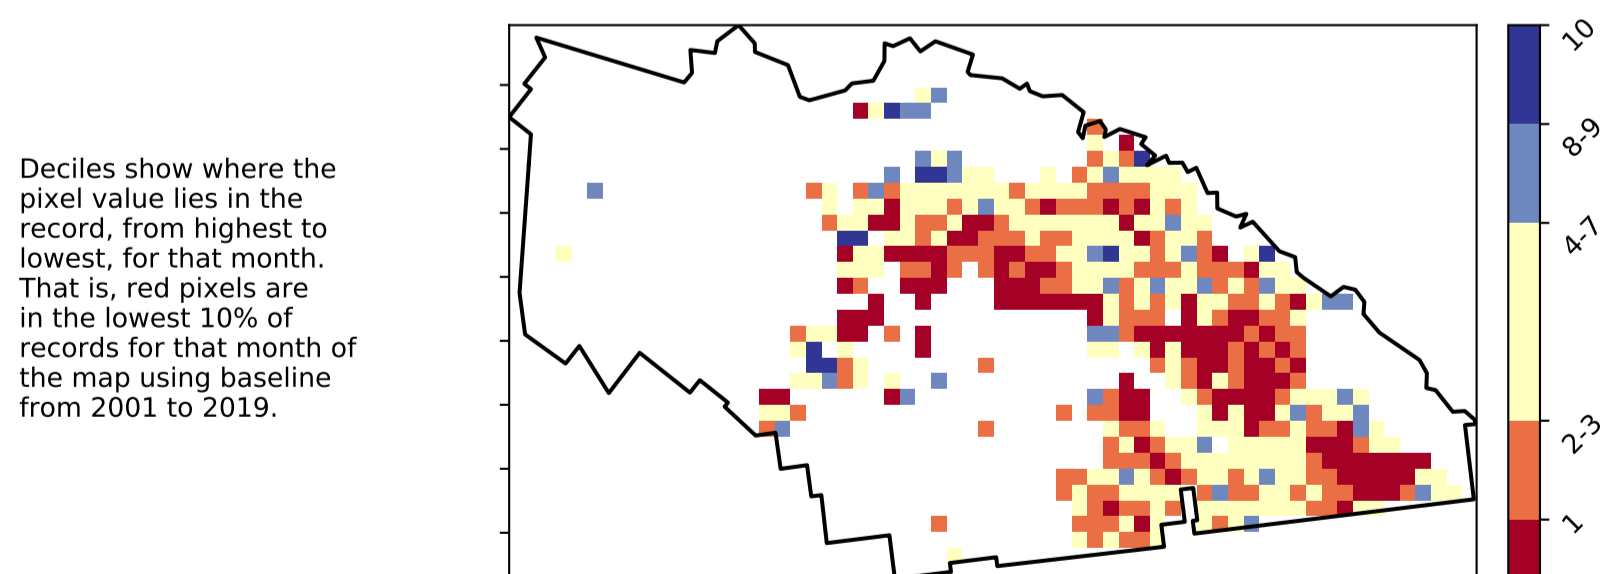 Deciles show where the
pixel value lies in the
record, from highest to
lowest, for that month.
That is, red pixels are
in the lowest 10% of
records for that month of
the map using baseline
from 2001 to 2019.
10
8-9
4-7
2-3
1